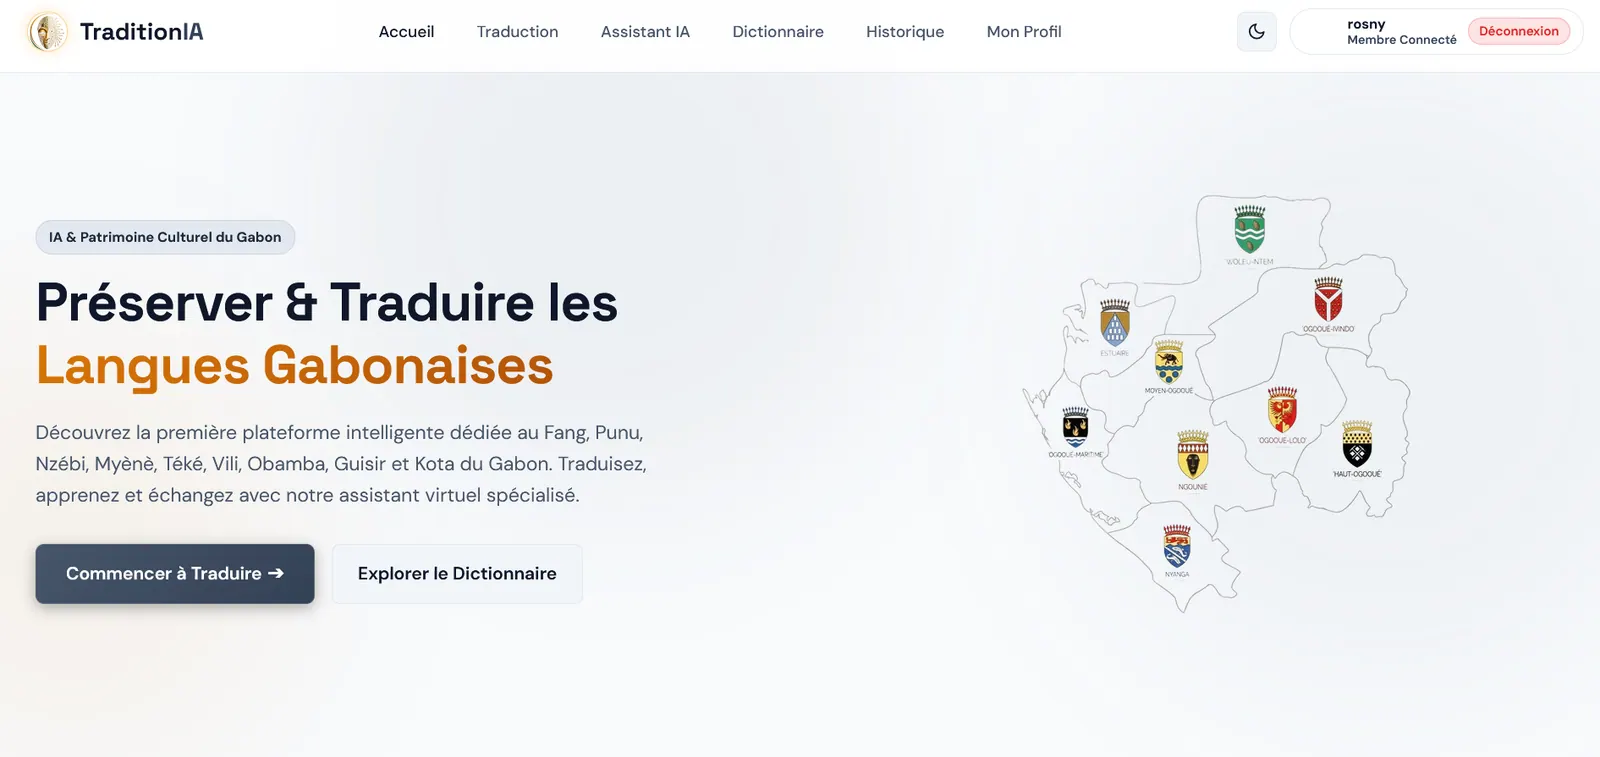 TraditionIA
Accueil
Traduction
Assistant IA
Dictionnaire
Historique
Mon Profil
rosny
Membre Connecté
Déconnexion
IA & Patrimoine Culturel du Gabon
Préserver & Traduire les
Langues Gabonaises
Découvrez la première plateforme intelligente dédiée au Fang, Punu,
Nzébi, Myènè, Téké, Vili, Obamba, Guisir et Kota du Gabon. Traduisez,
apprenez et échangez avec notre assistant virtuel spécialisé.
Commencer à Traduire ➔
Explorer le Dictionnaire
WOLEU-NTEM
'OGOOUÉ-IVINDO'
ESTUAIRE
MOYEN-OGOOUÉ
'OGOOUÉ-LOLO'
'OGOOUE-MARITIME'
'HAUT-OGOOUÉ'
NGOUNIÉ
NYANGA